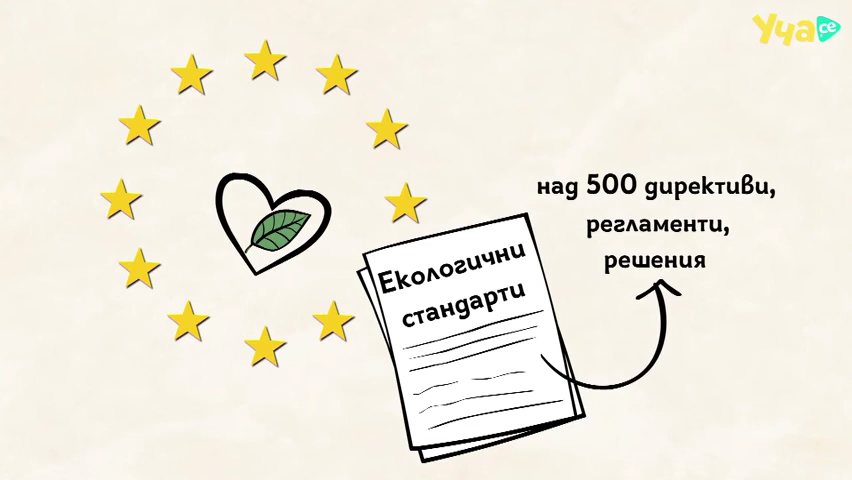 Уча.се
над 500 директиви,
регламенти,
решения
Екологични
стандарти